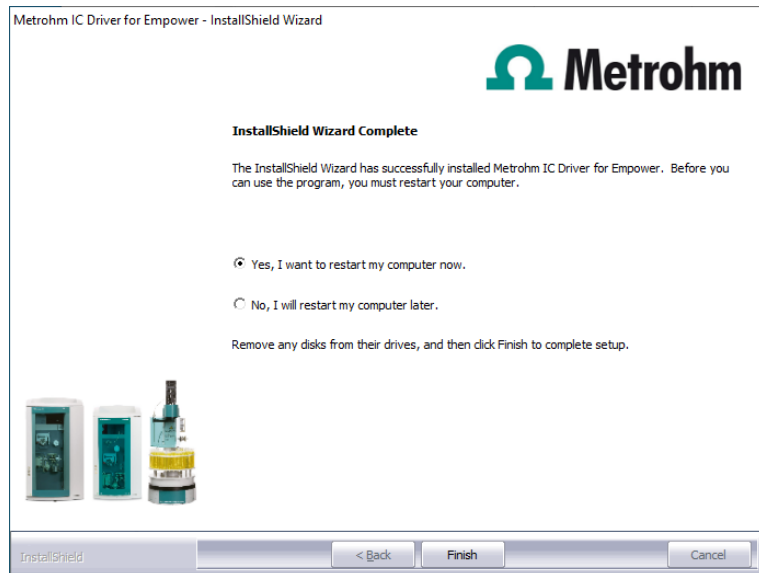 Metrohm IC Driver for Empower - InstallShield Wizard
Metrohm
InstallShield Wizard Complete
The InstallShield Wizard has successfully installed Metrohm IC Driver for Empower. Before you
can use the program, you must restart your computer.
Yes, I want to restart my computer now.
No, I will restart my computer later.
Remove any disks from their drives, and then click Finish to complete setup.
InstallShield
< Back
Finish
Cancel